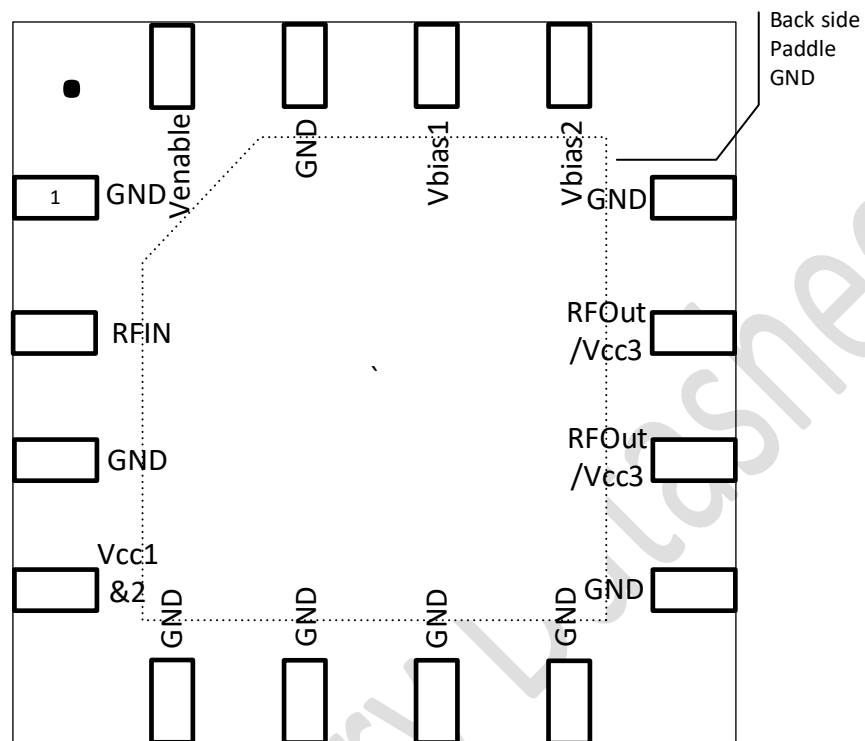 Back side
Paddle
GND
Venable
GND
Vbias1
Vbias2
1
GND
GND
RFIN
RFOut
/Vcc3
GND
RFOut
/Vcc3
Vcc1
&2
GND
GND
GND
GND
GND
`